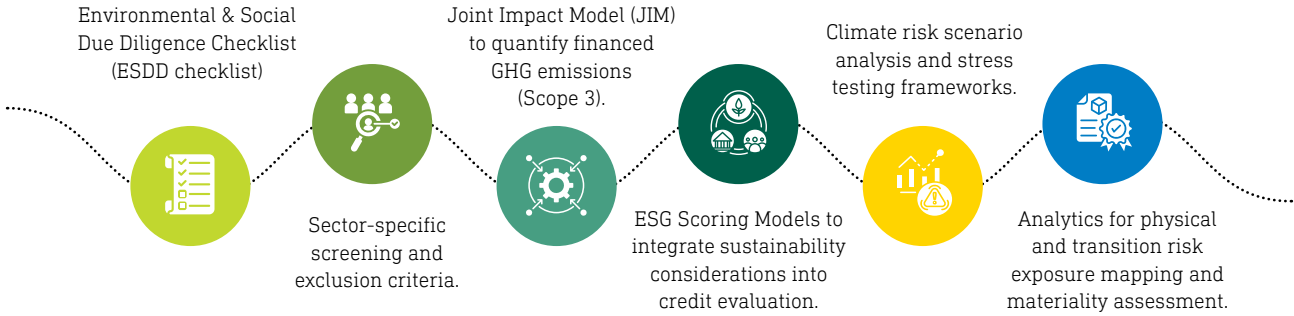 Environmental & Social
Due Diligence Checklist
(ESDD checklist)
Sector-specific
screening and
exclusion criteria.
Joint Impact Model (JIM)
to quantify financed
GHG emissions
(Scope 3).
ESG Scoring Models to
integrate sustainability
considerations into
credit evaluation.
Climate risk scenario
analysis and stress
testing frameworks.
Analytics for physical
and transition risk
exposure mapping and
materiality assessment.